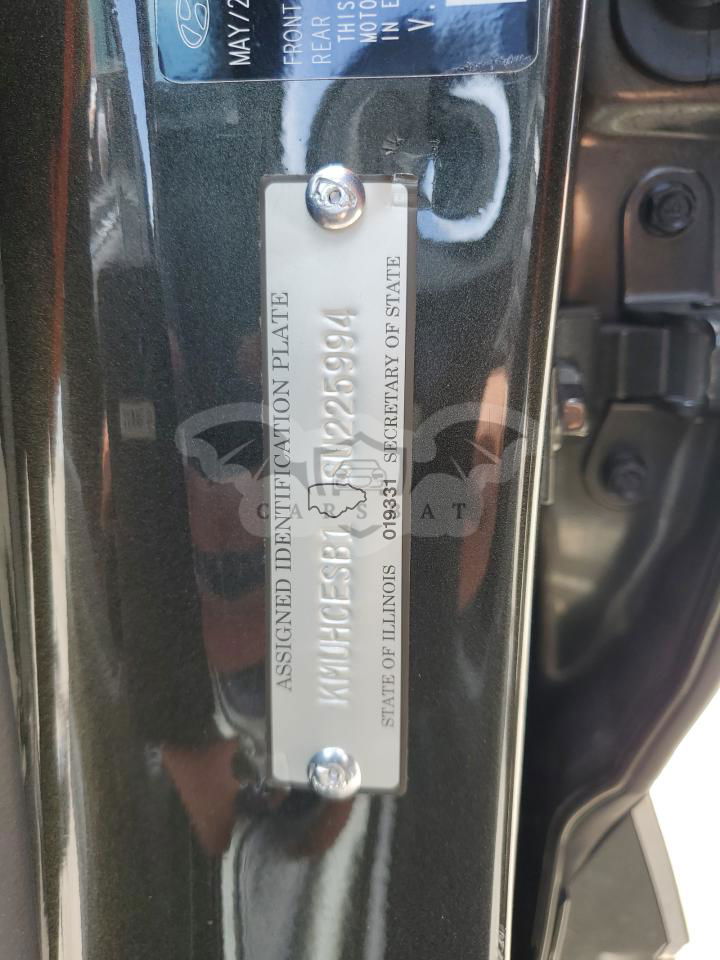 MAY/2
FRONT
REAR
THIS
MOTO
IN E
V.
ASSIGNED IDENTIFICATION PLATE
KMUHCESB1 SU225994
STATE OF ILLINOIS 019331 SECRETARY OF STATE
CARSBAT